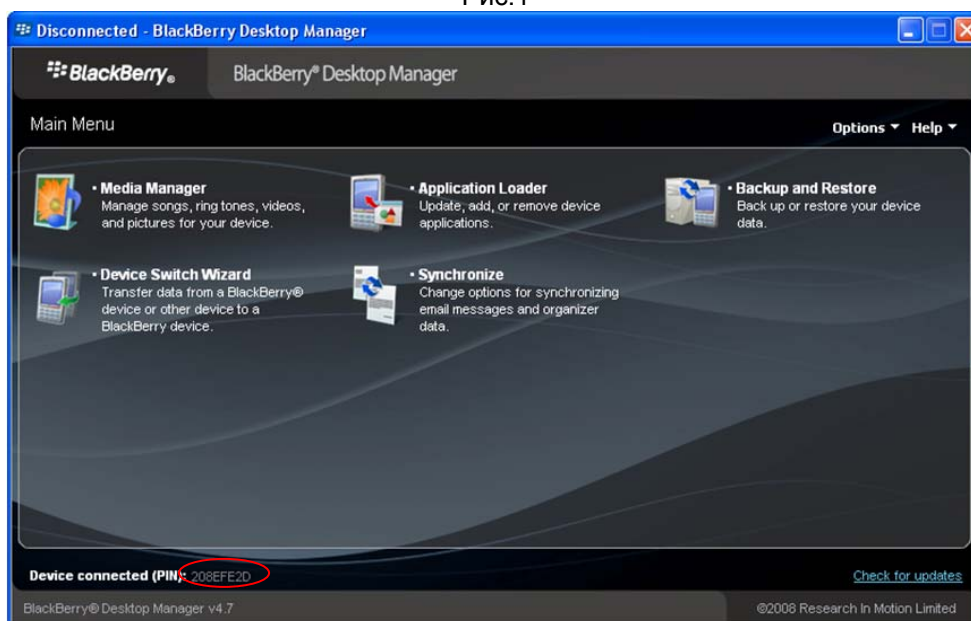 Рис.1
Disconnected - BlackBerry Desktop Manager
BlackBerry®
BlackBerry® Desktop Manager
Main Menu
Options ▼ Help ▼
· Media Manager
Manage songs, ring tones, videos,
and pictures for your device.
· Application Loader
Update, add, or remove device
applications.
· Backup and Restore
Back up or restore your device
data.
· Device Switch Wizard
Transfer data from a BlackBerry®
device or other device to a
BlackBerry device.
· Synchronize
Change options for synchronizing
email messages and organizer
data.
Device connected (PIN): 208EFE2D
Check for updates
BlackBerry® Desktop Manager v4.7
©2008 Research In Motion Limited